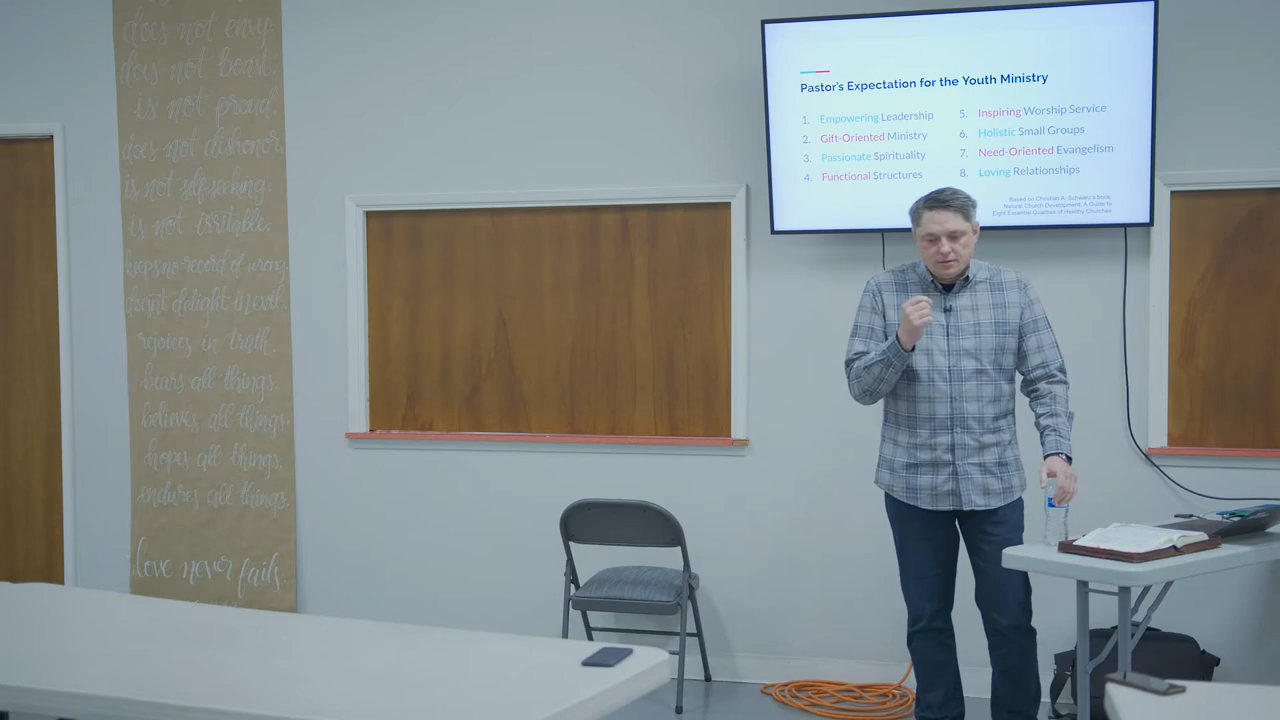 does not envy.
does not boast.
is not proud.
does not dishonor.
is not self-seeking.
is not irritable.
keeps no record of wrong.
doesn't delight in evil.
rejoices in truth.
bears all things.
believes all things.
hopes all things.
endures all things.
love never fails
Pastor's Expectation for the Youth Ministry
1. Empowering Leadership
2. Gift-Oriented Ministry
3. Passionate Spirituality
4. Functional Structures
5. Inspiring Worship Service
6. Holistic Small Groups
7. Need-Oriented Evangelism
8. Loving Relationships
Based on Christian A. Schwarz's book,
Natural Church Development: A Guide to
Eight Essential Qualities of Healthy Churches